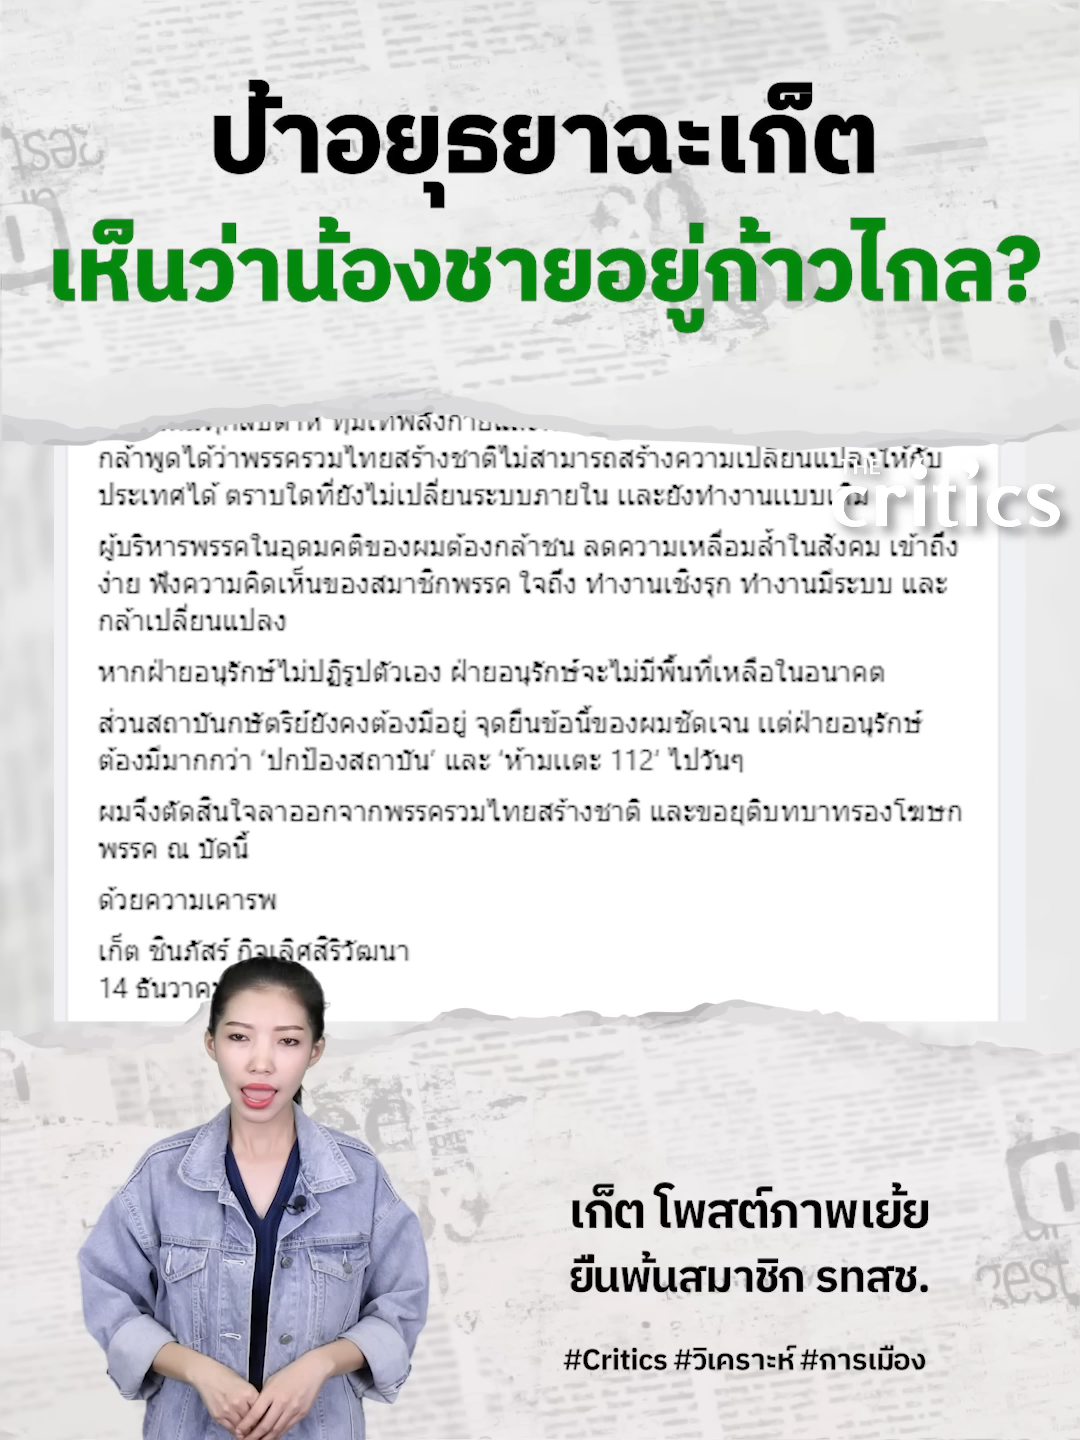 ป้าอยุธยาฉะเก็ต
เห็นว่าน้องชายอยู่ก้าวไกล?
กล้าพูดได้ว่าพรรครวมไทยสร้างชาติไม่สามารถสร้างความเปลี่ยนแปลงให้กับ
ประเทศได้ ตราบใดที่ยังไม่เปลี่ยนระบบภายใน และยังทำงานแบบเดิม
THE
critics
ผู้บริหารพรรคในอุดมคติของผมต้องกล้าชน ลดความเหลื่อมล้ำในสังคม เข้าถึง
ง่าย ฟังความคิดเห็นของสมาชิกพรรค ใจถึง ทำงานเชิงรุก ทำงานมีระบบ และ
กล้าเปลี่ยนแปลง
หากฝ่ายอนุรักษ์ไม่ปฏิรูปตัวเอง ฝ่ายอนุรักษ์จะไม่มีพื้นที่เหลือในอนาคต
ส่วนสถาบันกษัตริย์ยังคงต้องมีอยู่ จุดยืนข้อนี้ของผมชัดเจน แต่ฝ่ายอนุรักษ์
ต้องมีมากกว่า ‘ปกป้องสถาบัน’ และ ‘ห้ามแตะ 112’ ไปวันๆ
ผมจึงตัดสินใจลาออกจากพรรครวมไทยสร้างชาติ และขอยุติบทบาทรองโฆษก
พรรค ณ บัดนี้
ด้วยความเคารพ
เก็ต ชินภัสร์ กิจเลิศสิริวัฒนา
14
เก็ต โพสต์ภาพเย้ย
ยืนพ้นสมาชิก รทสช.
#Critics #วิเคราะห์ #การเมือง